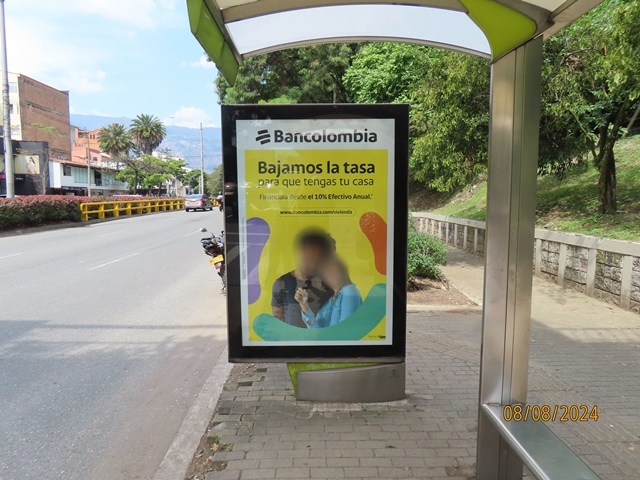 Bancolombia
Bajamos la tasa
para que tengas tu casa
Finánciala desde el 10% Efectivo Anual.*
www.bancolombia.com/vivienda
08/08/2024